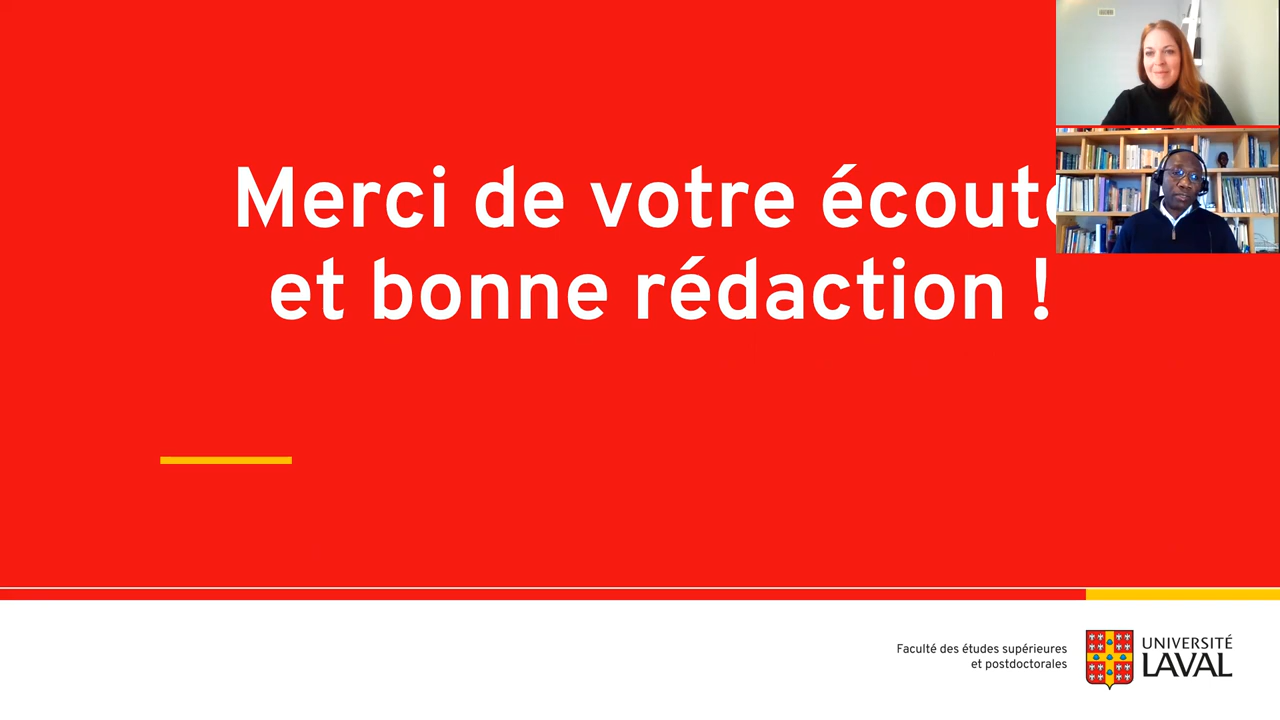 Merci de votre écoute
et bonne rédaction !
Faculté des études supérieures
et postdoctorales
UNIVERSITÉ
LAVAL